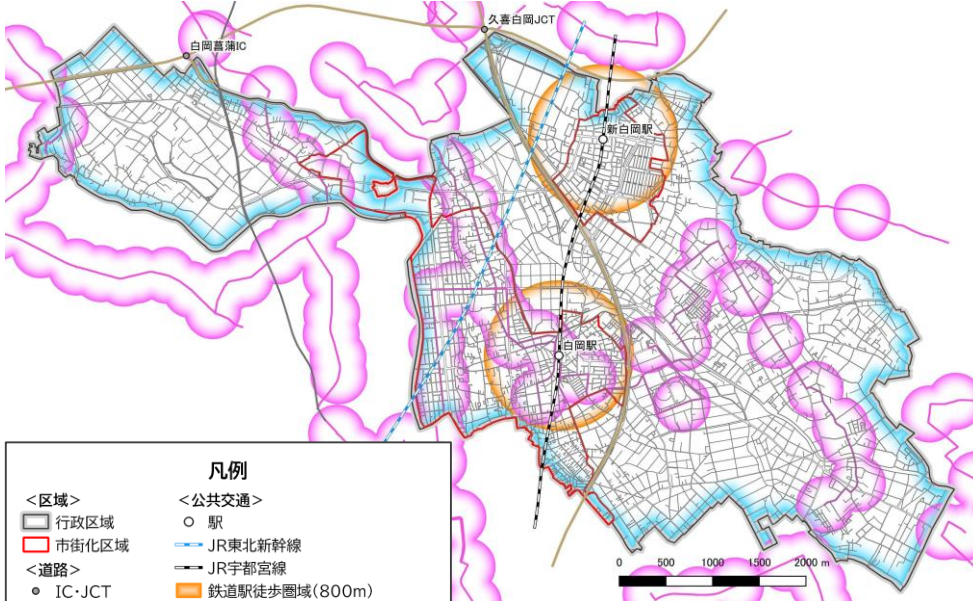 久喜白岡JCT
白岡菖蒲IC
新白岡駅
白岡駅
凡例
<区域>
行政区域
市街化区域
<道路>
IC・JCT
<公共交通>
駅
JR東北新幹線
JR宇都宮線
鉄道駅徒歩圏域(800m)
0 500 1000 1500 2000 m